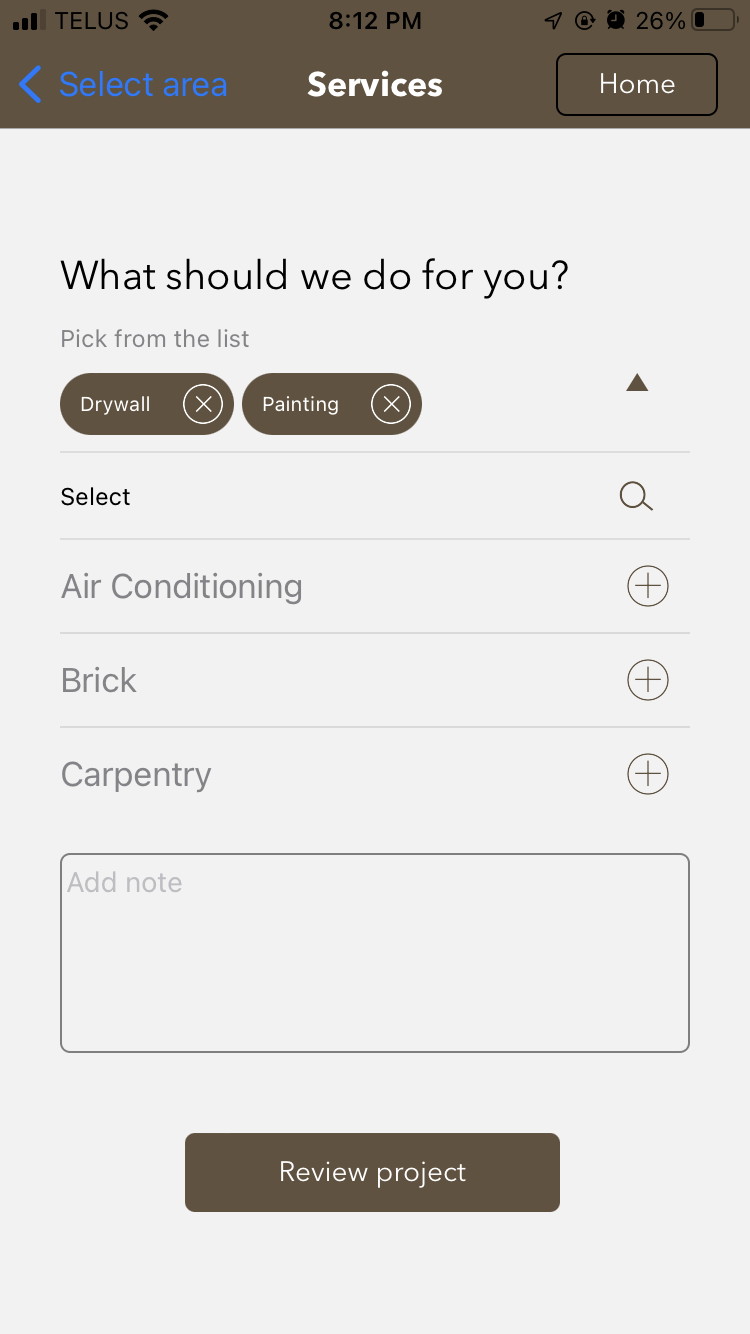 TELUS 8:12 PM 26%
Select area Services Home
What should we do for you?
Pick from the list
Drywall Painting
Select
Air Conditioning
Brick
Carpentry
Add note
Review project